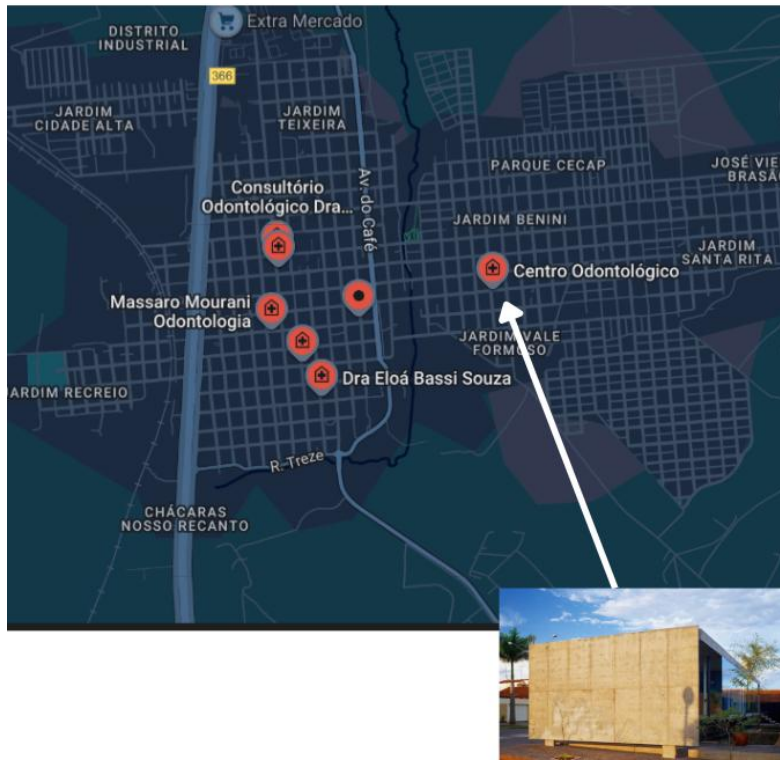 Extra Mercado
DISTRITO
INDUSTRIAL
366
JARDIM
CIDADE ALTA
JARDIM
TEIXEIRA
Av. do Café
PARQUE CECAP
JOSÉ VIE
BRASÃO
Consultório
Odontológico Dra...
JARDIM BENINI
JARDIM
SANTA RITA
Centro Odontológico
Massaro Mourani
Odontologia
JARDIM VALE
FORMOSO
JARDIM RECREIO
Dra Eloá Bassi Souza
R. Treze
CHÁCARAS
NOSSO RECANTO